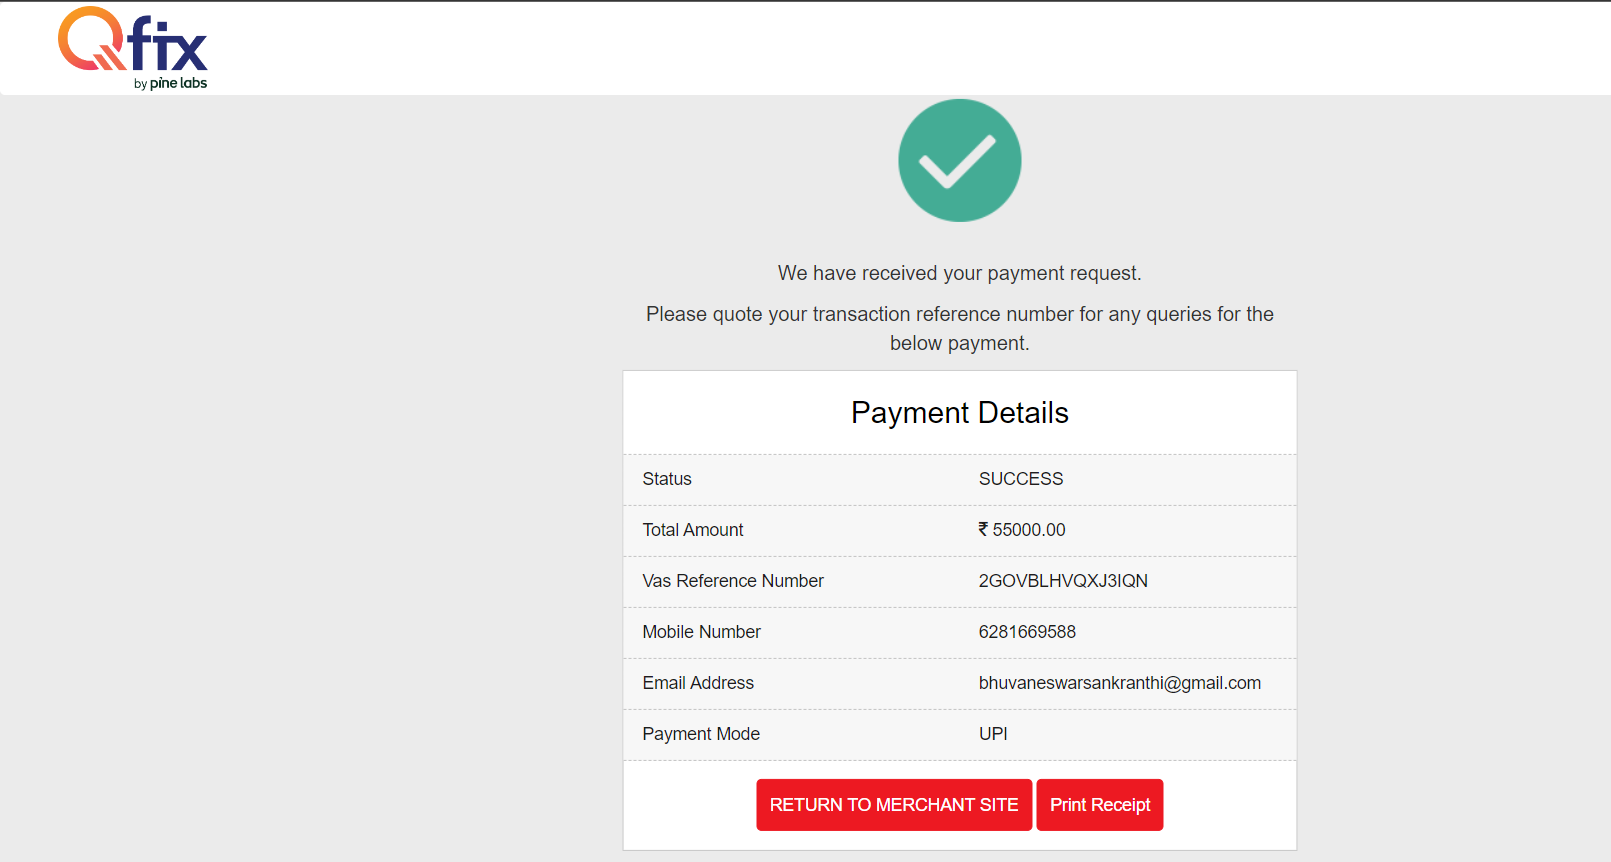 Qfix
by pine labs
We have received your payment request.
Please quote your transaction reference number for any queries for the
below payment.
Payment Details
Status SUCCESS
Total Amount ₹ 55000.00
Vas Reference Number 2GOVBLHVQXJ3IQN
Mobile Number 6281669588
Email Address bhuvaneswarsankranthi@gmail.com
Payment Mode UPI
RETURN TO MERCHANT SITE Print Receipt